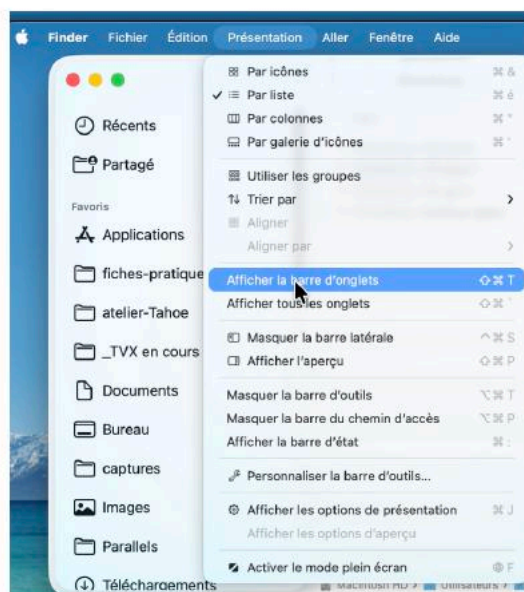 Finder Fichier Édition Présentation Aller Fenêtre Aide
Récents
Partagé
Favoris
Applications
fiches-pratique
atelier-Tahoe
_TVX en cours
Documents
Bureau
captures
Images
Parallels
Téléchargements
Par icônes ⌘ &
Par liste ⌘ é
Par colonnes ⌘ "
Par galerie d'icônes ⌘ '
Utiliser les groupes
Trier par
Aligner
Aligner par
Afficher la barre d'onglets ⇧ ⌘ T
Afficher tous les onglets ⇧ ⌘ `
Masquer la barre latérale ^ ⌘ S
Afficher l'aperçu ⇧ ⌘ P
Masquer la barre d'outils ⌥ ⌘ T
Masquer la barre du chemin d'accès ⌥ ⌘ P
Afficher la barre d'état ⌘ :
Personnaliser la barre d'outils...
Afficher les options de présentation ⌘ J
Afficher les options d'aperçu
Activer le mode plein écran F
Macintosh HD Utilisateurs